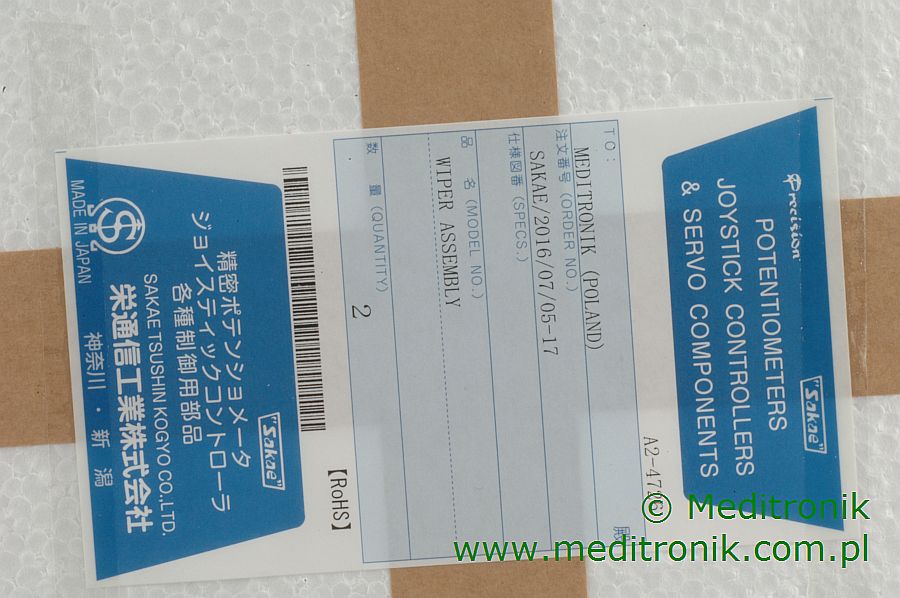 Precision
POTENTIOMETERS
JOYSTICK CONTROLLERS
& SERVO COMPONENTS
"Sakae"
TO:
MEDITRONIK (POLAND)
殿
注文番号 (ORDER NO.)
SAKAE/2016/07/05-17
仕様図番 (SPECS.)
品 名 (MODEL NO.)
WIPER ASSEMBLY
数 量 (QUANTITY)
2
【RoHS】
精密ポテンショメータ
ジョイスティックコントローラ
各種制御用部品
"Sakae"
SAKAE TSUSHIN KOGYO CO.,LTD.
栄通信工業株式会社
MADE IN JAPAN
神奈川・新潟
© Meditronik
www.meditronik.com.pl